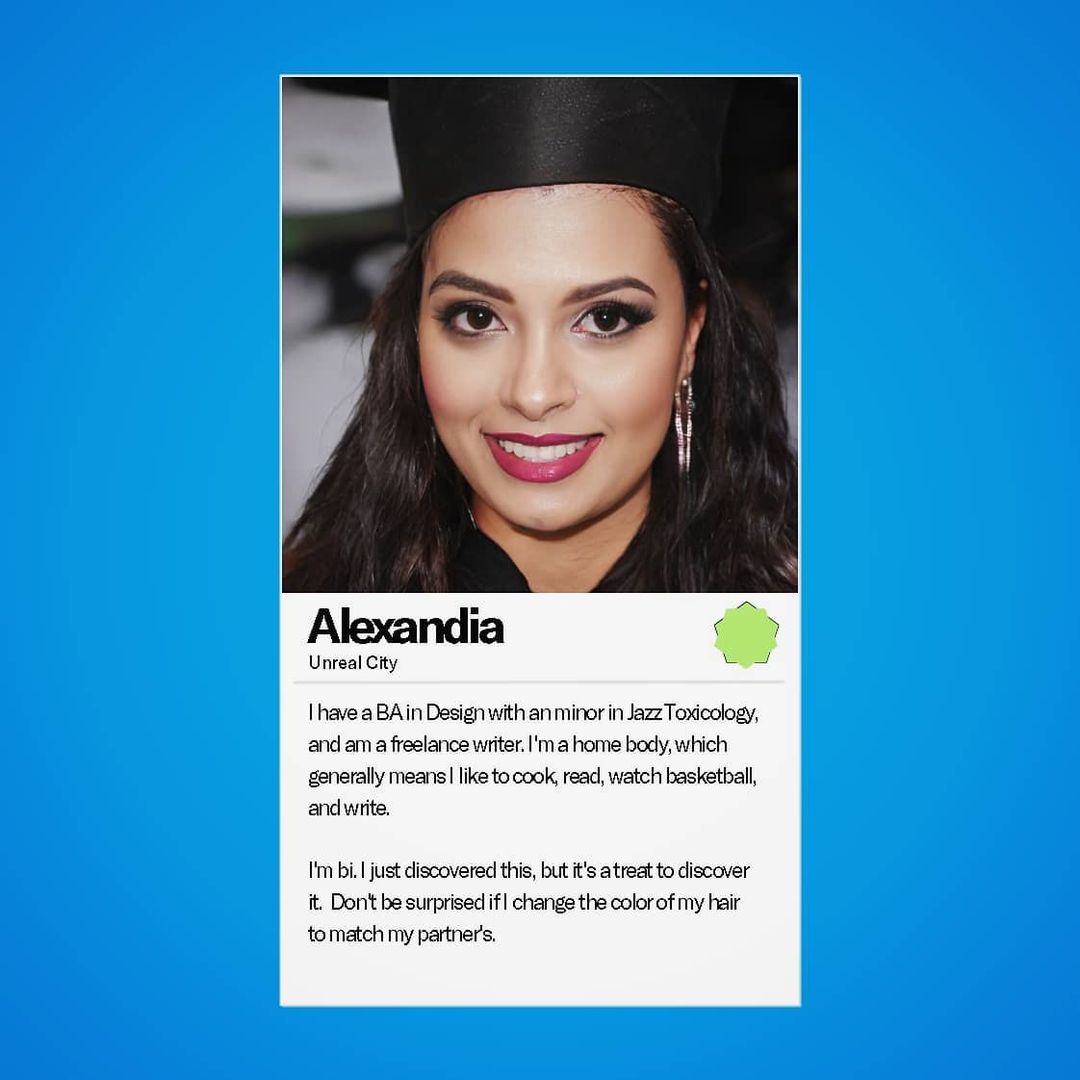 Alexandia
Unreal City
I have a BA in Design with an minor in Jazz Toxicology,
and am a freelance writer. I'm a home body, which
generally means I like to cook, read, watch basketball,
and write.
I'm bi. I just discovered this, but it's a treat to discover
it. Don't be surprised if I change the color of my hair
to match my partner's.